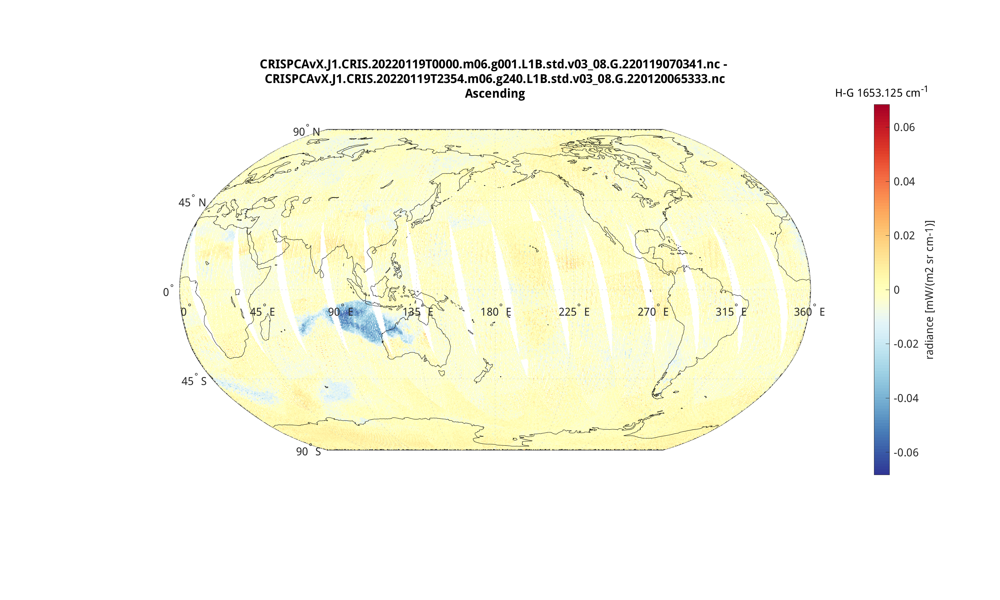 CRISPCAvX.J1.CRIS.20220119T0000.m06.g001.L1B.std.v03_08.G.220119070341.nc -
CRISPCAvX.J1.CRIS.20220119T2354.m06.g240.L1B.std.v03_08.G.220120065333.nc
Ascending
H-G 1653.125 cm-1
90° N
45° N
0°
0° 45° E 90° E 135° E 180° E 225° E 270° E 315° E 360° E
45° S
90° S
0.06
0.04
0.02
0
-0.02
-0.04
-0.06
radiance [mW/(m2 sr cm-1)]